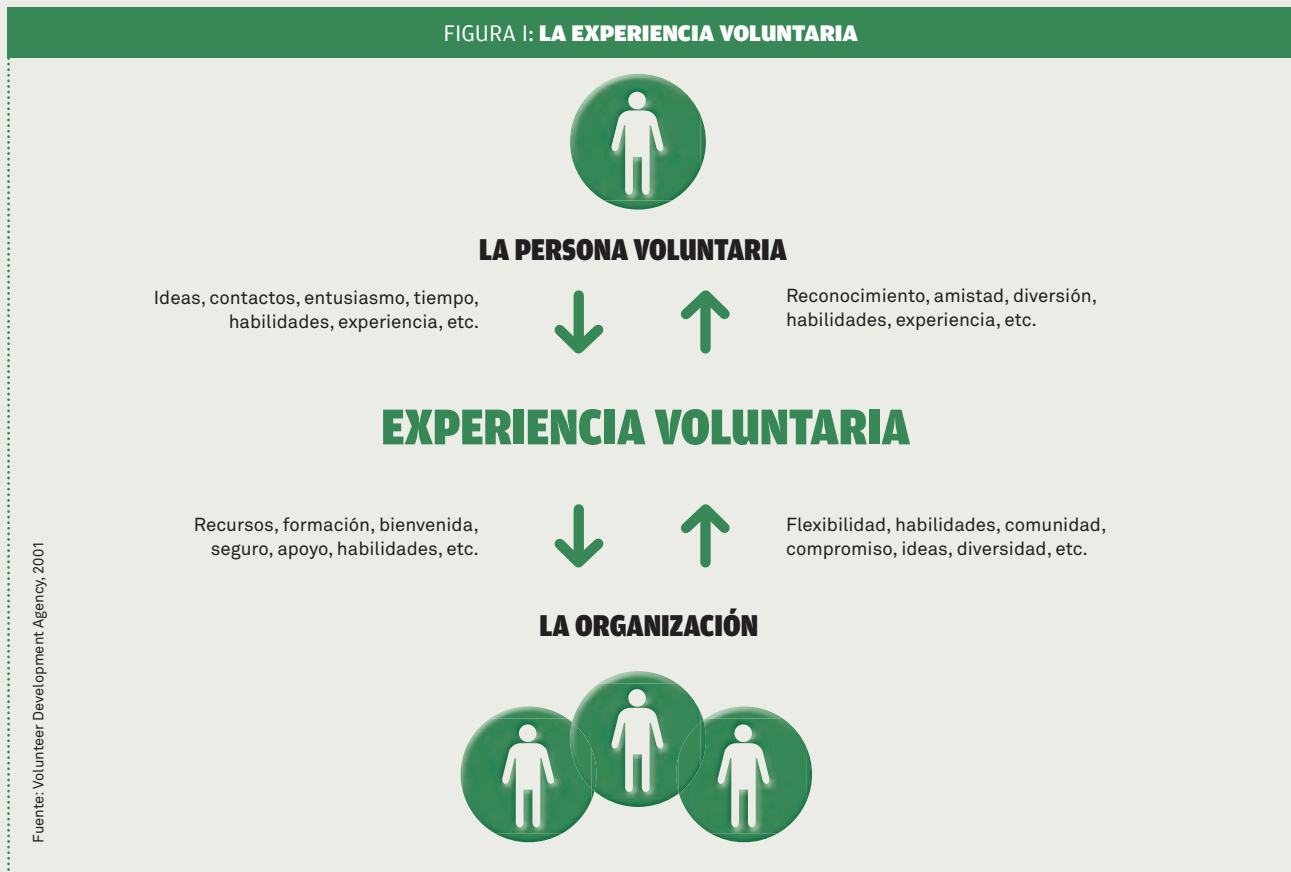 FIGURA I: LA EXPERIENCIA VOLUNTARIA
LA PERSONA VOLUNTARIA
Ideas, contactos, entusiasmo, tiempo,
habilidades, experiencia, etc.
Reconocimiento, amistad, diversión,
habilidades, experiencia, etc.
EXPERIENCIA VOLUNTARIA
Recursos, formación, bienvenida,
seguro, apoyo, habilidades, etc.
Flexibilidad, habilidades, comunidad,
compromiso, ideas, diversidad, etc.
LA ORGANIZACIÓN
Fuente: Volunteer Development Agency, 2001